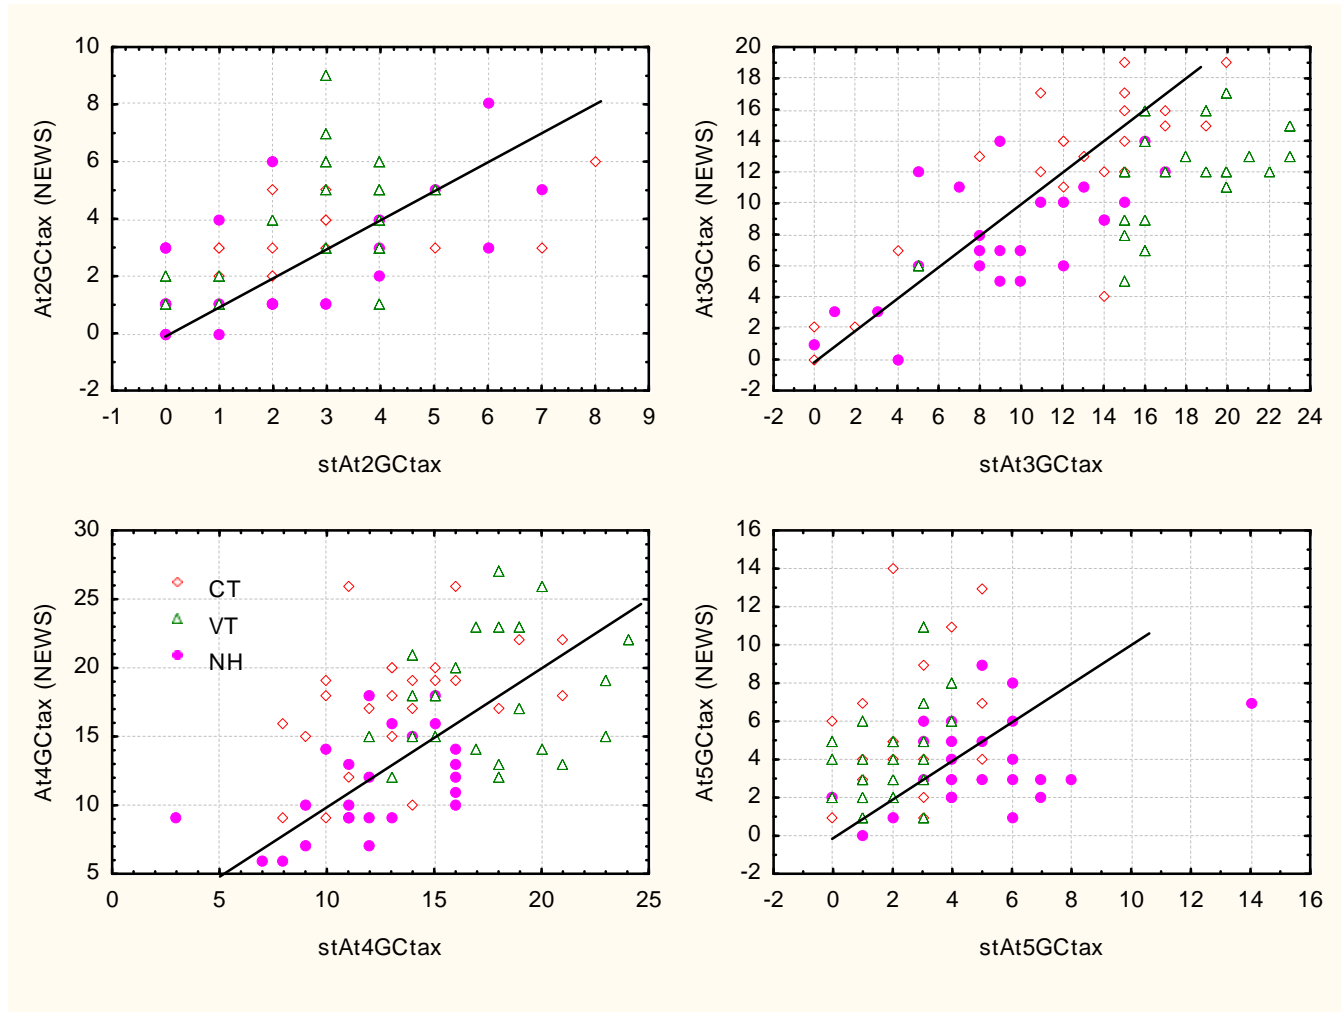 10
8
6
4
2
0
-2
At2GCtax (NEWS)
-1 0 1 2 3 4 5 6 7 8 9
stAt2GCtax
20
18
16
14
12
10
8
6
4
2
0
-2
At3GCtax (NEWS)
-2 0 2 4 6 8 10 12 14 16 18 20 22 24
stAt3GCtax
30
25
20
15
10
5
At4GCtax (NEWS)
CT
VT
NH
0 5 10 15 20 25
stAt4GCtax
16
14
12
10
8
6
4
2
0
-2
At5GCtax (NEWS)
-2 0 2 4 6 8 10 12 14 16
stAt5GCtax